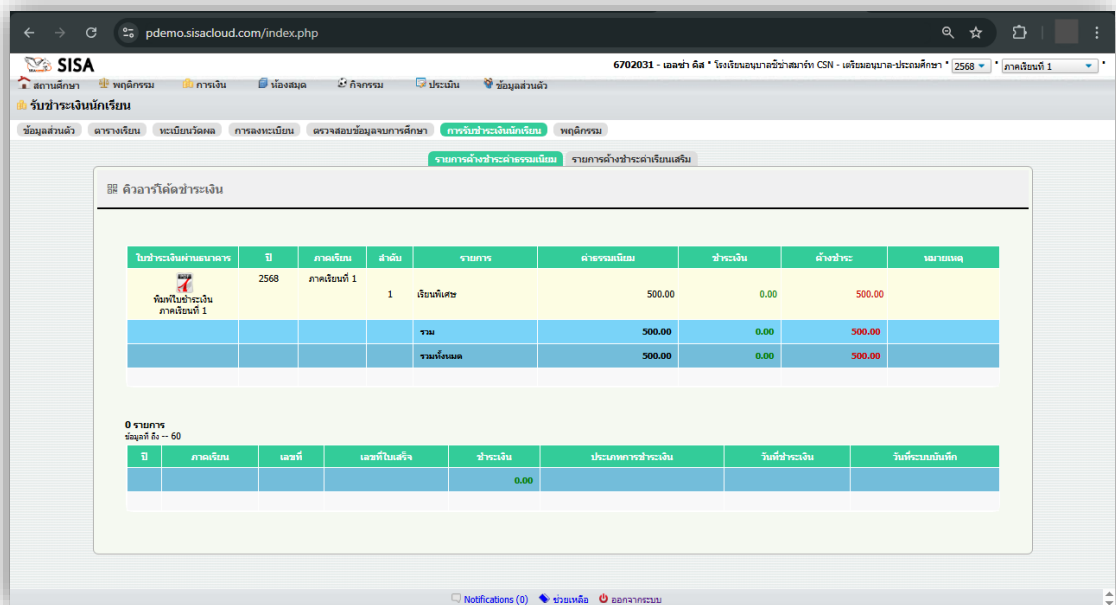 pdemo.sisacloud.com/index.php
SISA
6702031 - เอลซ่า ดิส * โรงเรียนอนุบาลชีช่าสมาร์ท CSN - เตรียมอนุบาล-ประถมศึกษา * 2568 * ภาคเรียนที่ 1 *
สถานศึกษา พฤติกรรม การเงิน ห้องสมุด กิจกรรม ประเมิน ข้อมูลส่วนตัว
รับชำระเงินนักเรียน
ข้อมูลส่วนตัว ตารางเรียน ทะเบียนวัดผล การลงทะเบียน ตรวจสอบข้อมูลจบการศึกษา การรับชำระเงินนักเรียน พฤติกรรม
รายการค้างชำระค่าธรรมเนียม รายการค้างชำระค่าเรียนเสริม
คิวอาร์โค้ดชำระเงิน
ใบชำระเงินผ่านธนาคาร ปี ภาคเรียน ลำดับ รายการ ค่าธรรมเนียม ชำระเงิน ค้างชำระ หมายเหตุ
2568 ภาคเรียนที่ 1
1 เรียนพิเศษ 500.00 0.00 500.00
พิมพ์ใบชำระเงิน
ภาคเรียนที่ 1
รวม 500.00 0.00 500.00
รวมทั้งหมด 500.00 0.00 500.00
0 รายการ
ข้อมูลที่ ถึง -- 60
ปี ภาคเรียน เลขที่ เลขที่ใบเสร็จ ชำระเงิน ประเภทการชำระเงิน วันที่ชำระเงิน วันที่ระบบบันทึก
0.00
Notifications (0) ช่วยเหลือ ออกจากระบบ